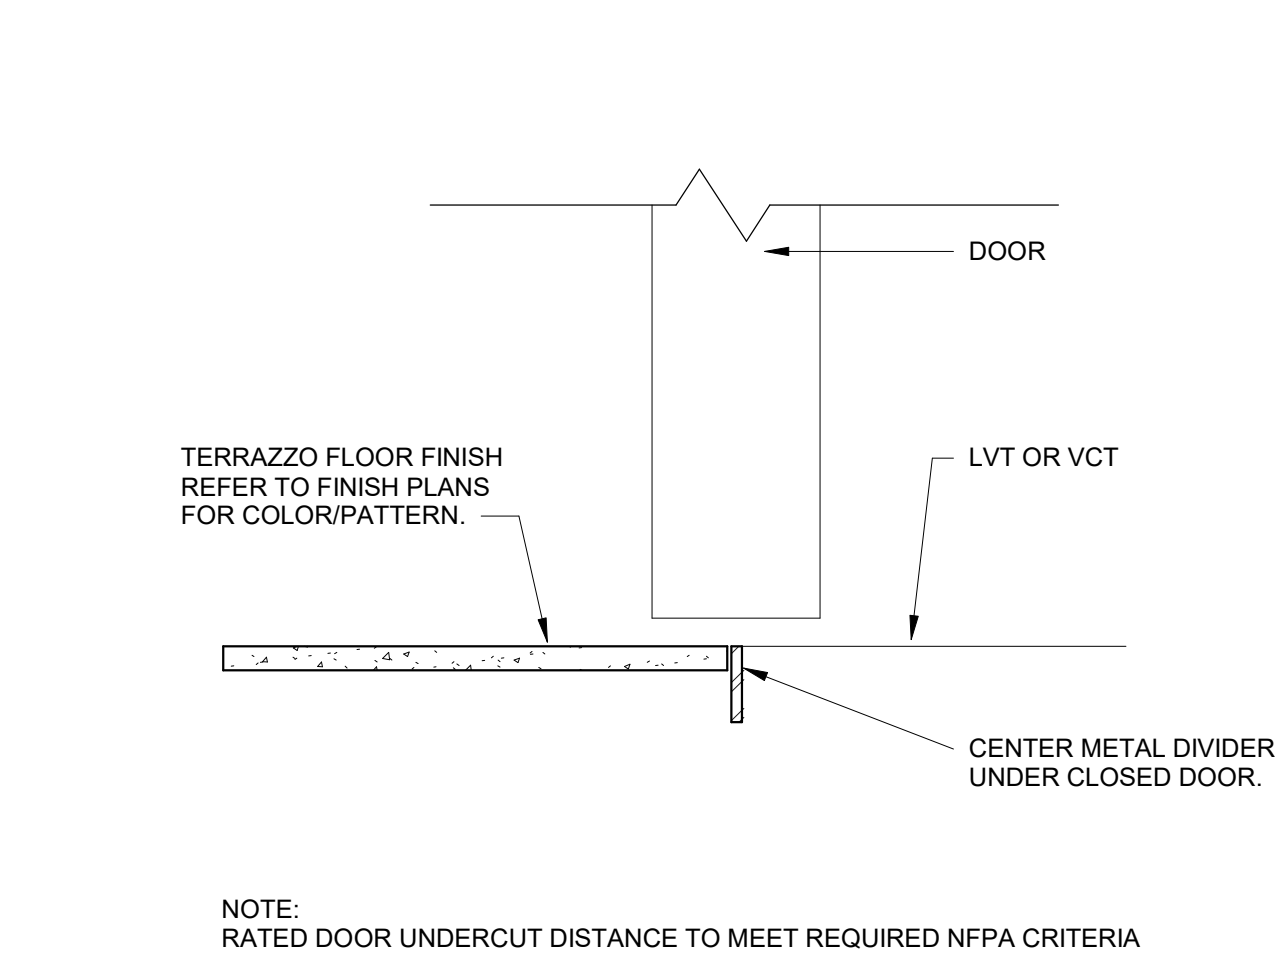 DOOR
TERRAZZO FLOOR FINISH
REFER TO FINISH PLANS
FOR COLOR/PATTERN.
LVT OR VCT
CENTER METAL DIVIDER
UNDER CLOSED DOOR.
NOTE:
RATED DOOR UNDERCUT DISTANCE TO MEET REQUIRED NFPA CRITERIA